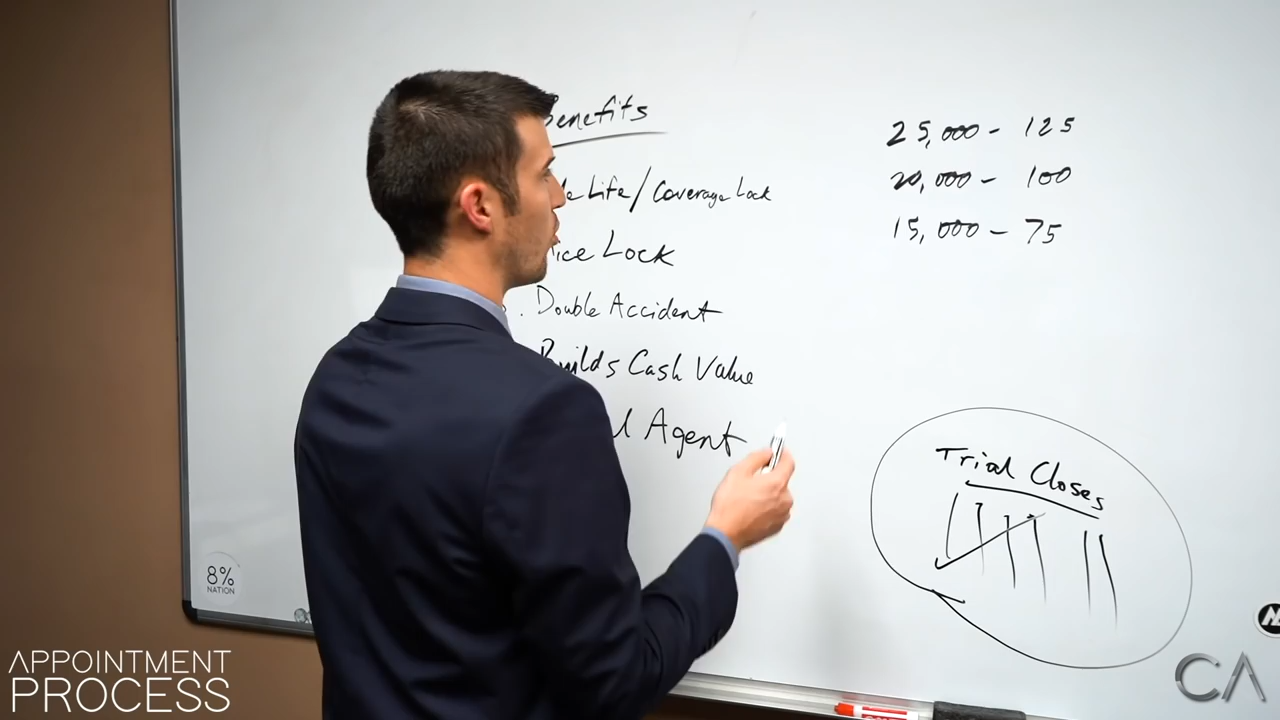 Benefits
Life/Coverage Lock
Lock
Double Accident
Builds Cash Value
Agent
25,000 - 125
20,000 - 100
15,000 - 75
Trial Closes
8%
NATION
APPOINTMENT
PROCESS
CA